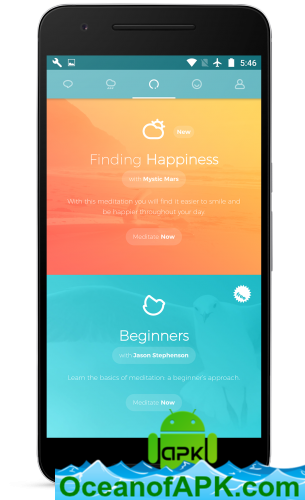 5:46
New
Finding Happiness
with Mystic Mars
With this meditation you will find it easier to smile and
be happier throughout your day
Meditate Now
Beginners
with Jason Stephenson
Learn the basics of meditation, a beginner's approach.
Meditate Now
apk
OceanofAPK.com